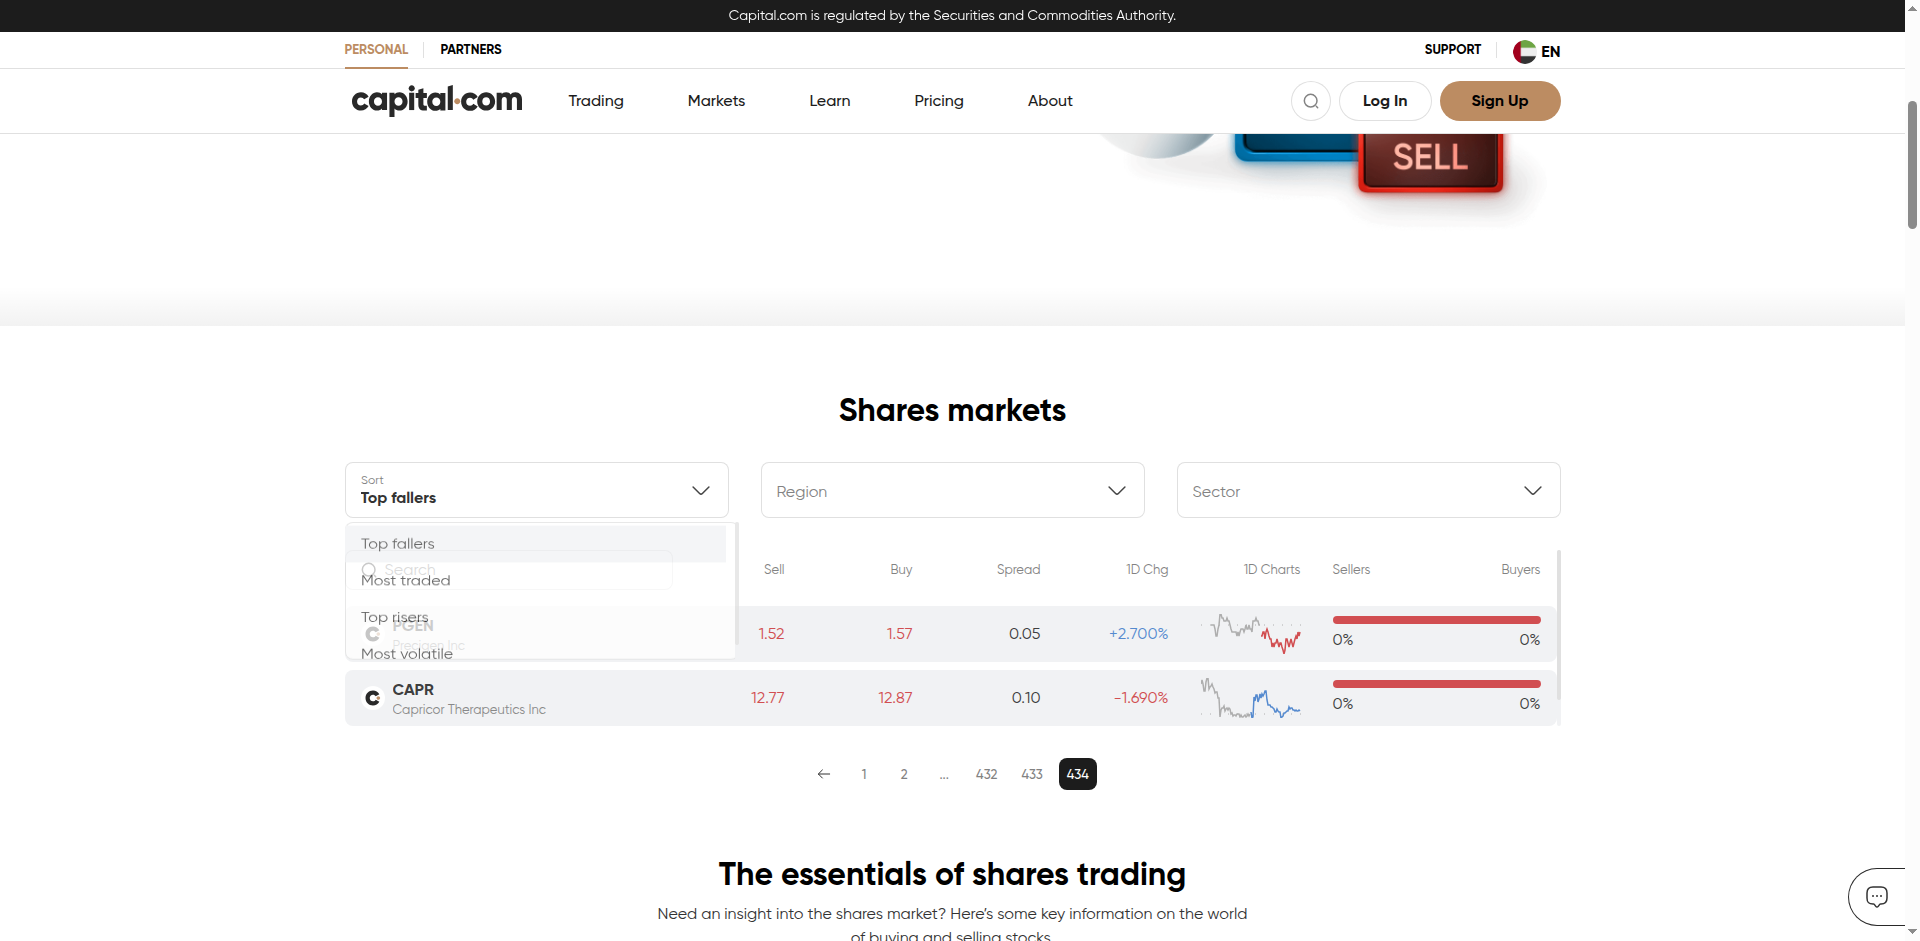 Capital.com is regulated by the Securities and Commodities Authority.
PERSONAL PARTNERS SUPPORT EN
capital.com Trading Markets Learn Pricing About Log In Sign Up
SELL
Shares markets
Sort
Top fallers
Region
Sector
Top fallers
Search
Most traded
Top risers
Most volatile
Sell Buy Spread 1D Chg 1D Charts Sellers Buyers
PGEN
Precigen Inc
1.52 1.57 0.05 +2.700% 0% 0%
CAPR
Capricor Therapeutics Inc
12.77 12.87 0.10 -1.690% 0% 0%
1 2 ... 432 433 434
The essentials of shares trading
Need an insight into the shares market? Here's some key information on the world
of buying and selling stocks.